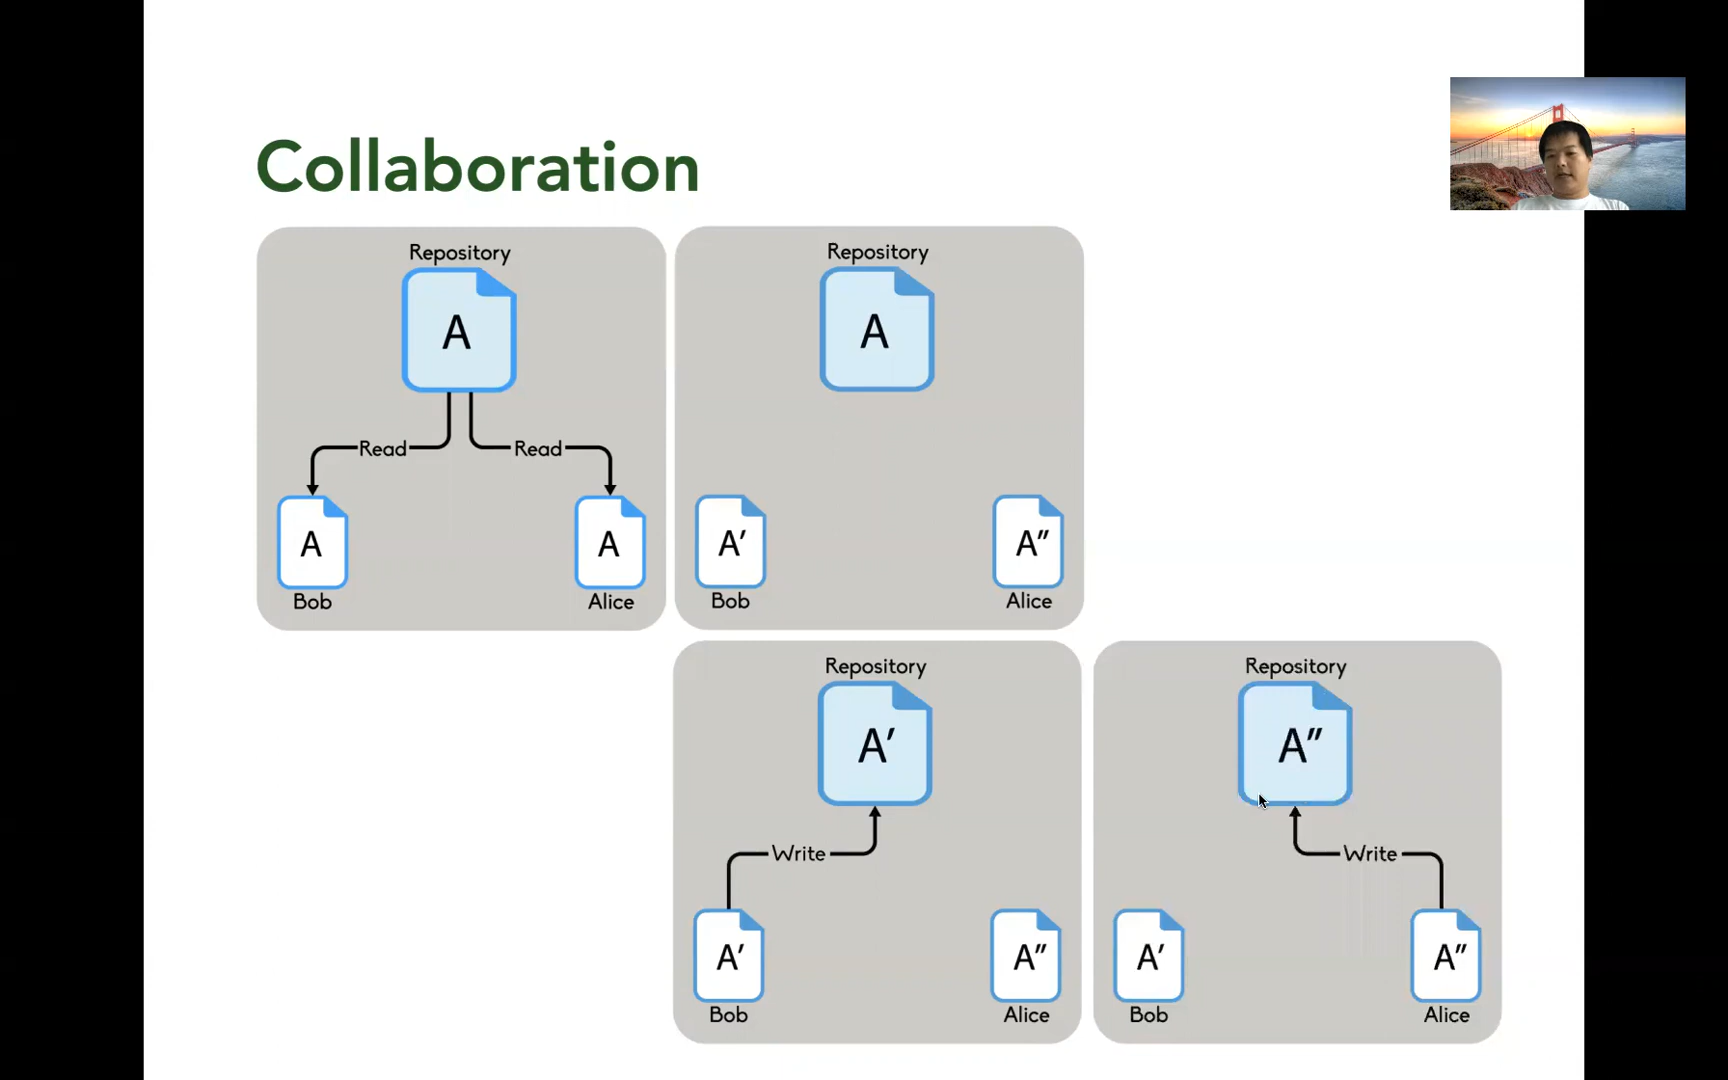 Collaboration
Repository
A
Read
Read
A
A
Bob
Alice
Repository
A
A′
A″
Bob
Alice
Repository
A′
Write
A′
A″
Bob
Alice
Repository
A″
Write
A′
A″
Bob
Alice